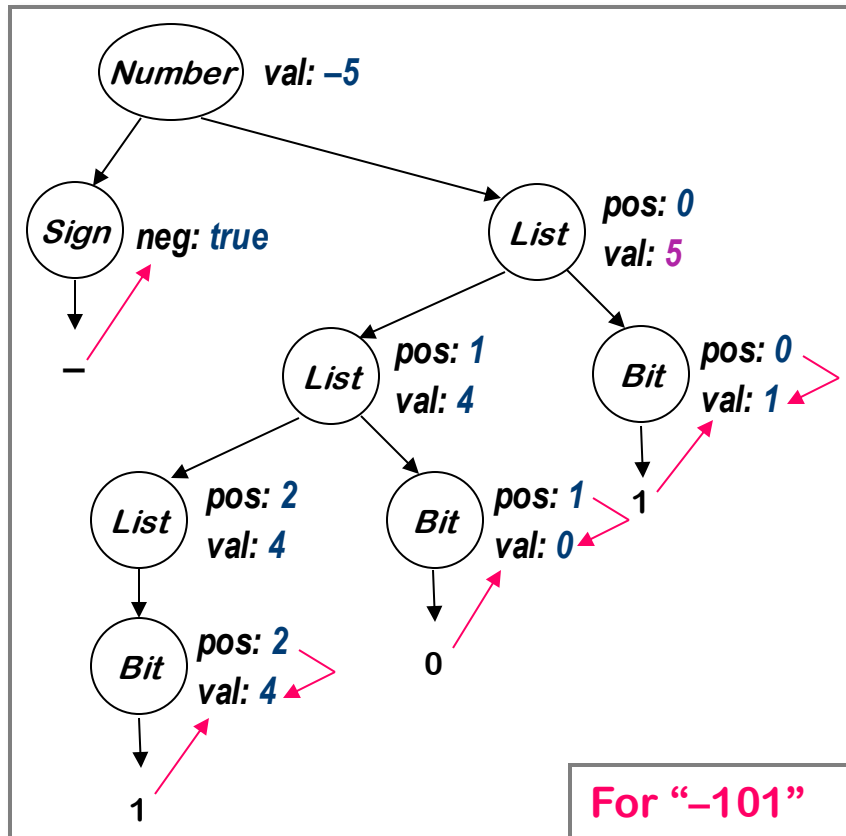 Number val: –5
Sign neg: true
List pos: 0
val: 5
–
List pos: 1
val: 4
Bit pos: 0
val: 1
List pos: 2
val: 4
Bit pos: 1
val: 0
1
Bit pos: 2
val: 4
0
1
For “–101”